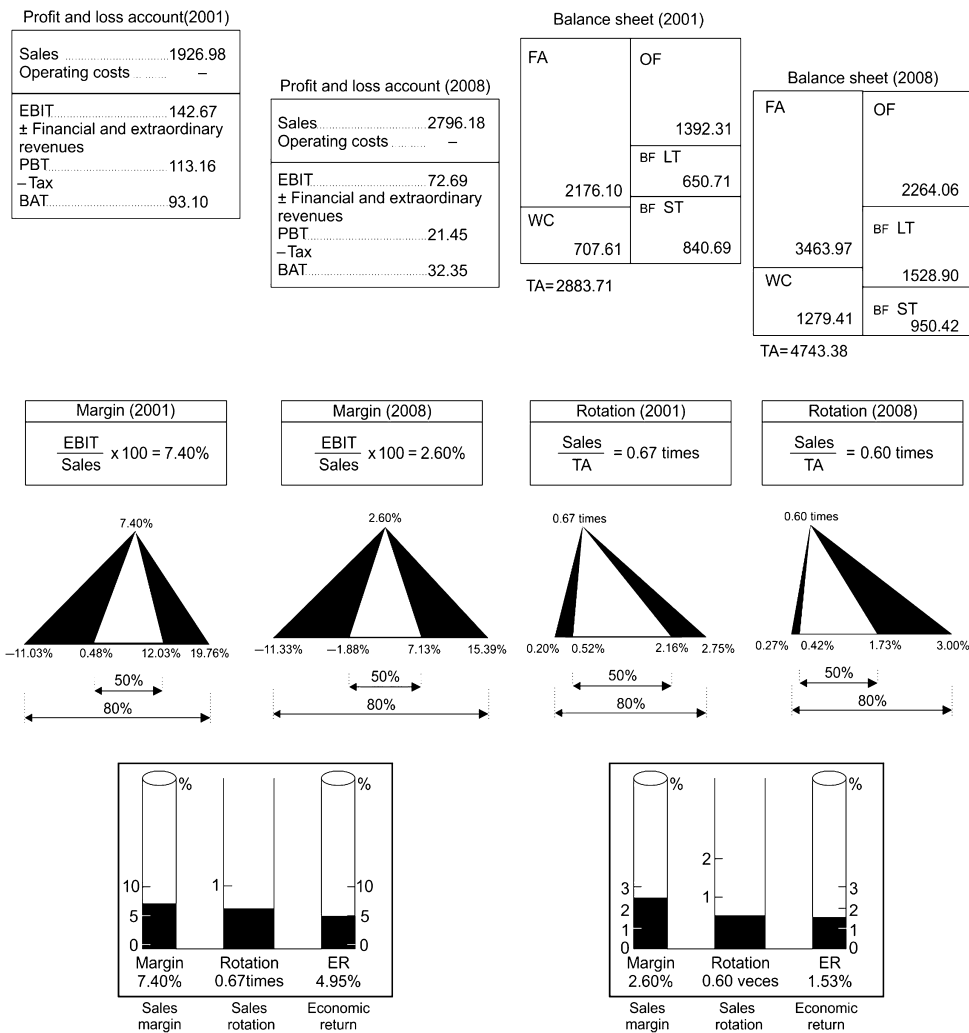 Profit and loss account(2001)
Sales 1926.98
Operating costs –
EBIT 142.67
± Financial and extraordinary
revenues
PBT 113.16
–Tax
BAT 93.10
Profit and loss account (2008)
Sales 2796.18
Operating costs –
EBIT 72.69
± Financial and extraordinary
revenues
PBT 21.45
–Tax
BAT 32.35
Balance sheet (2001)
FA
2176.10
WC
707.61
OF
1392.31
BF LT
650.71
BF ST
840.69
TA=2883.71
Balance sheet (2008)
FA
3463.97
WC
1279.41
OF
2264.06
BF LT
1528.90
BF ST
950.42
TA=4743.38
Margin (2001)
EBIT
Sales
x 100 = 7.40%
Margin (2008)
EBIT
Sales
x 100 = 2.60%
Rotation (2001)
Sales
TA
= 0.67 times
Rotation (2008)
Sales
TA
= 0.60 times
7.40%
–11.03% 0.48% 12.03% 19.76%
50%
80%
2.60%
–11.33% –1.88% 7.13% 15.39%
50%
80%
0.67 times
0.20% 0.52% 2.16% 2.75%
50%
80%
0.60 times
0.27% 0.42% 1.73% 3.00%
50%
80%
% %
10 1 10
5 5
0 0
Margin Rotation ER
7.40% 0.67times 4.95%
Sales Sales Economic
margin rotation return
% %
2
3 1 3
2 2
1 1
0 0
Margin Rotation ER
2.60% 0.60 veces 1.53%
Sales Sales Economic
margin rotation return